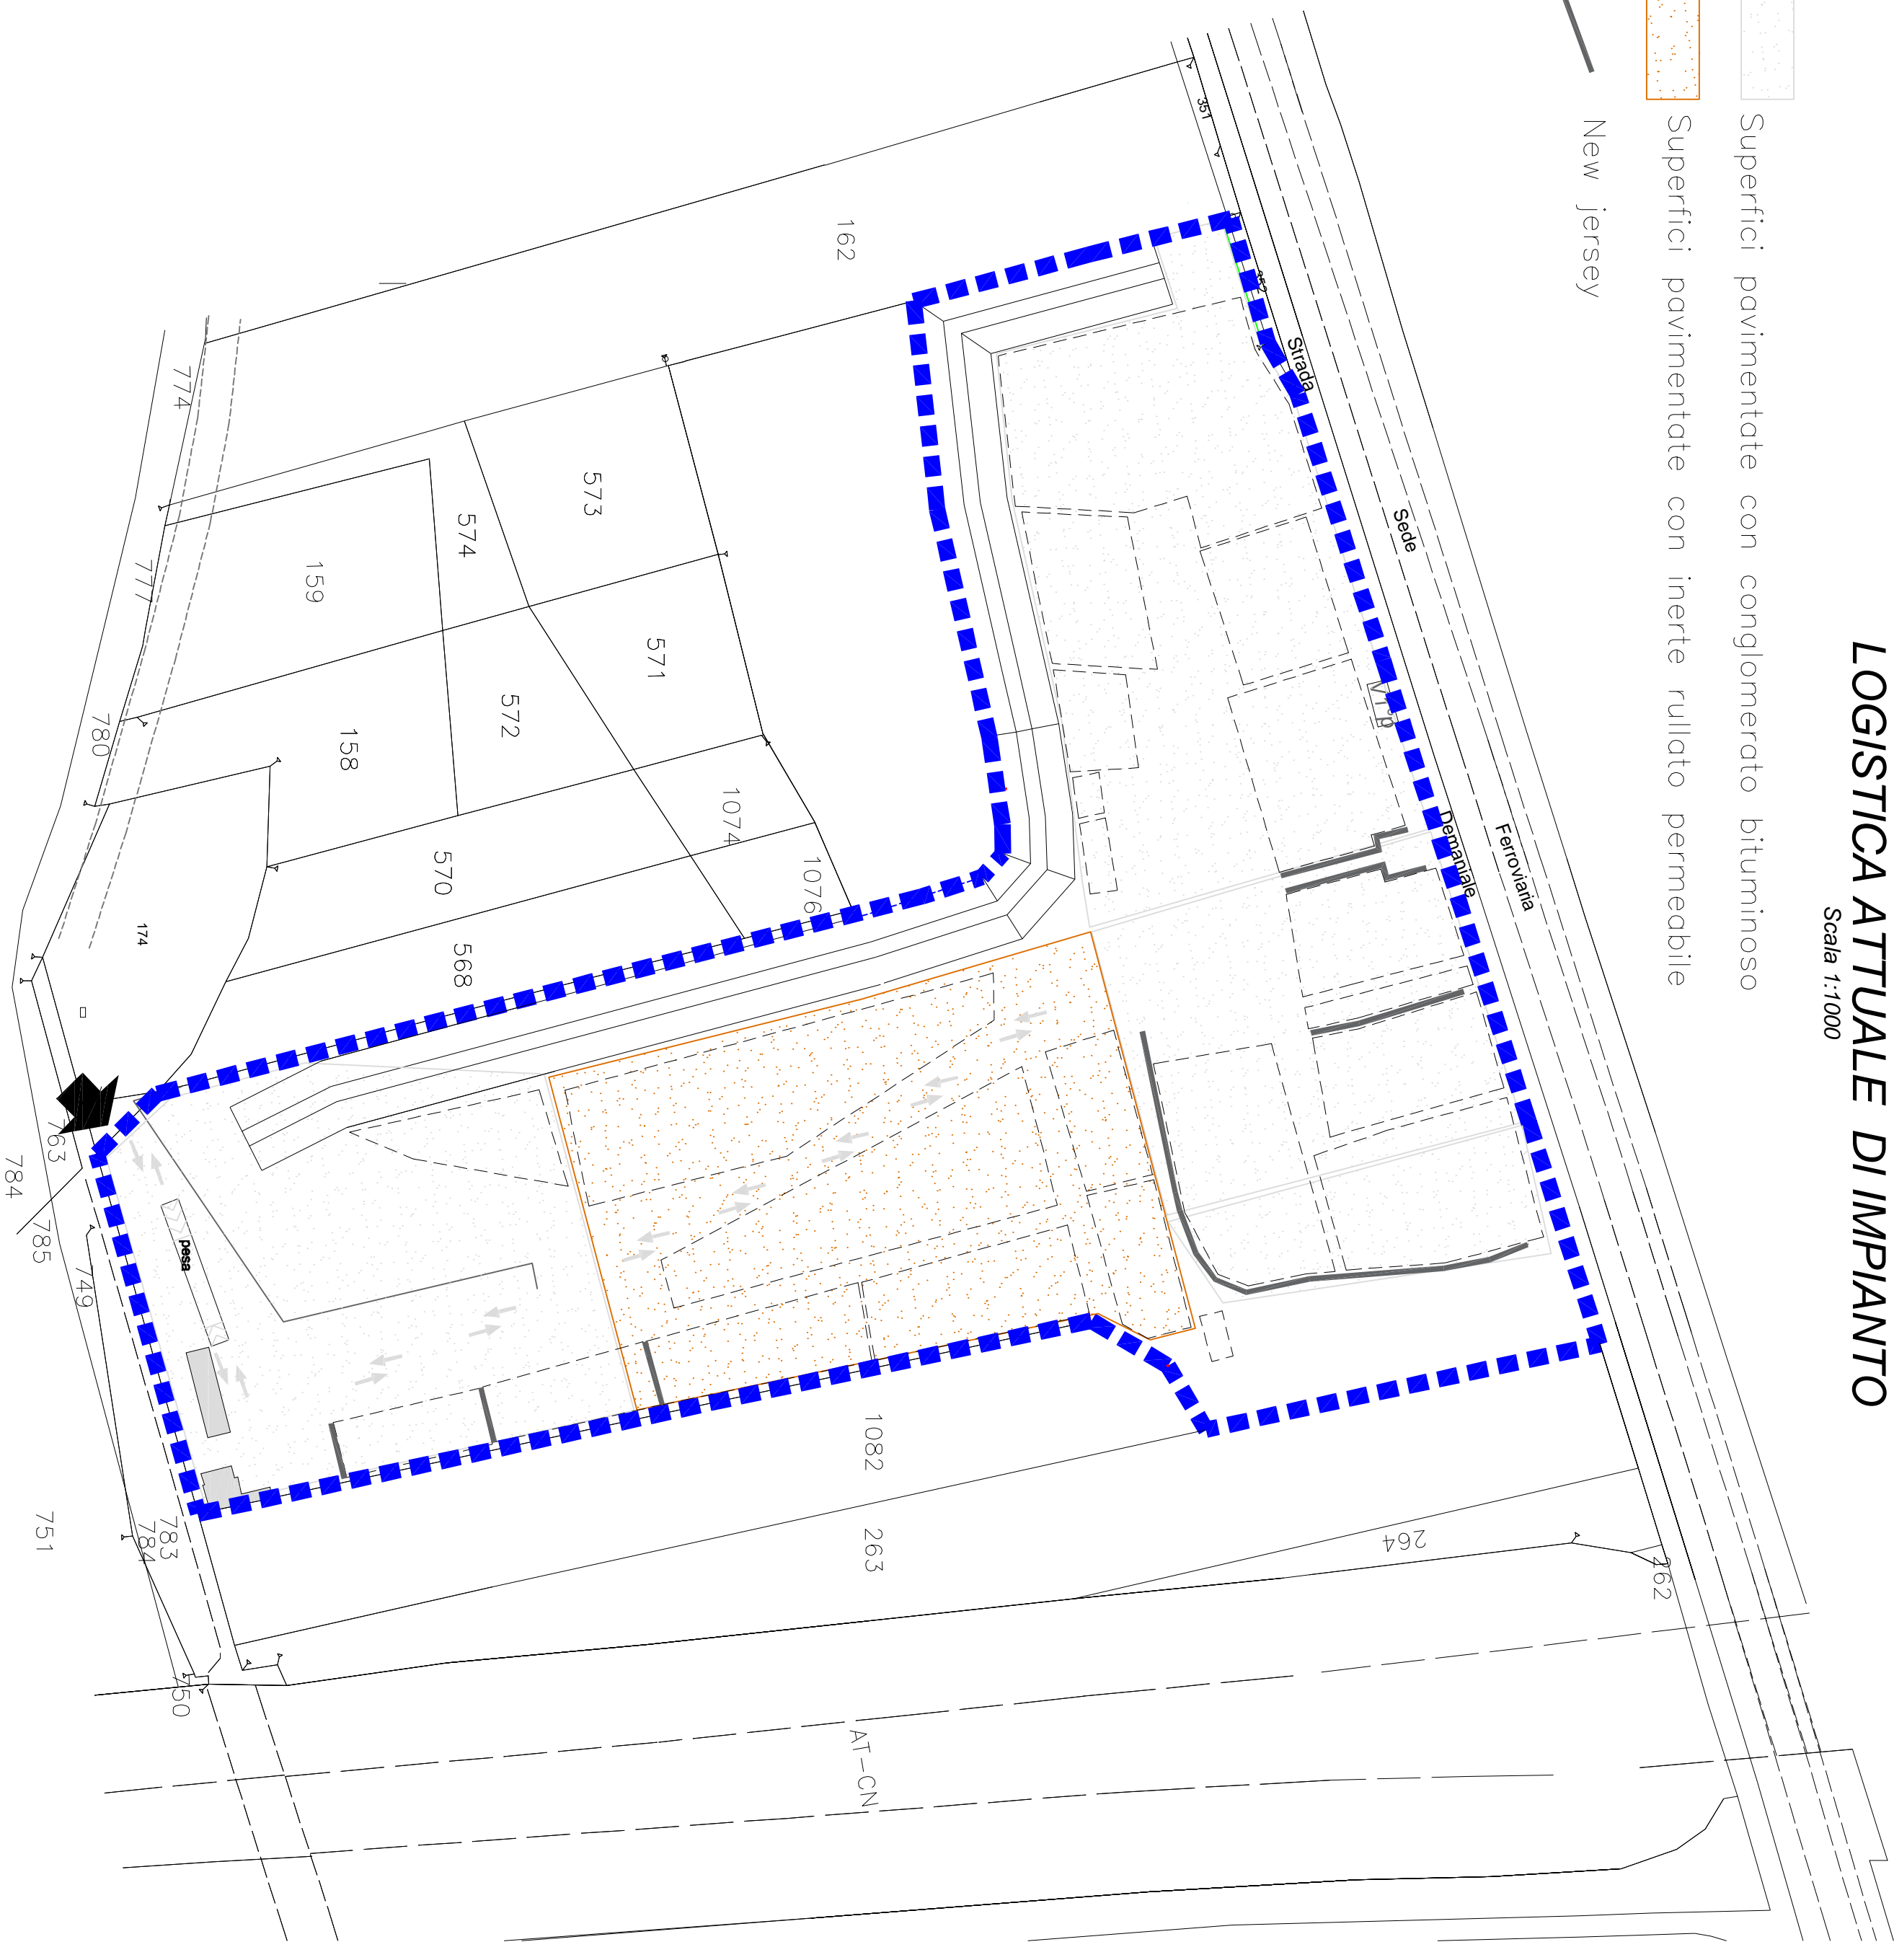 LOGISTICA ATTUALE DI IMPIANTO
Scala 1:1000
Superfici pavimentate con conglomerato bituminoso
Superfici pavimentate con inerte rullato permeabile
New jersey
351
352
Strada
Sede
Demaniale
Ferroviaria
162
774
573
574
777
159
571
572
780
158
1074
1076
570
174
568
763
784
785
749
pesa
1082
263
264
262
783
784
751
750
AT-CN